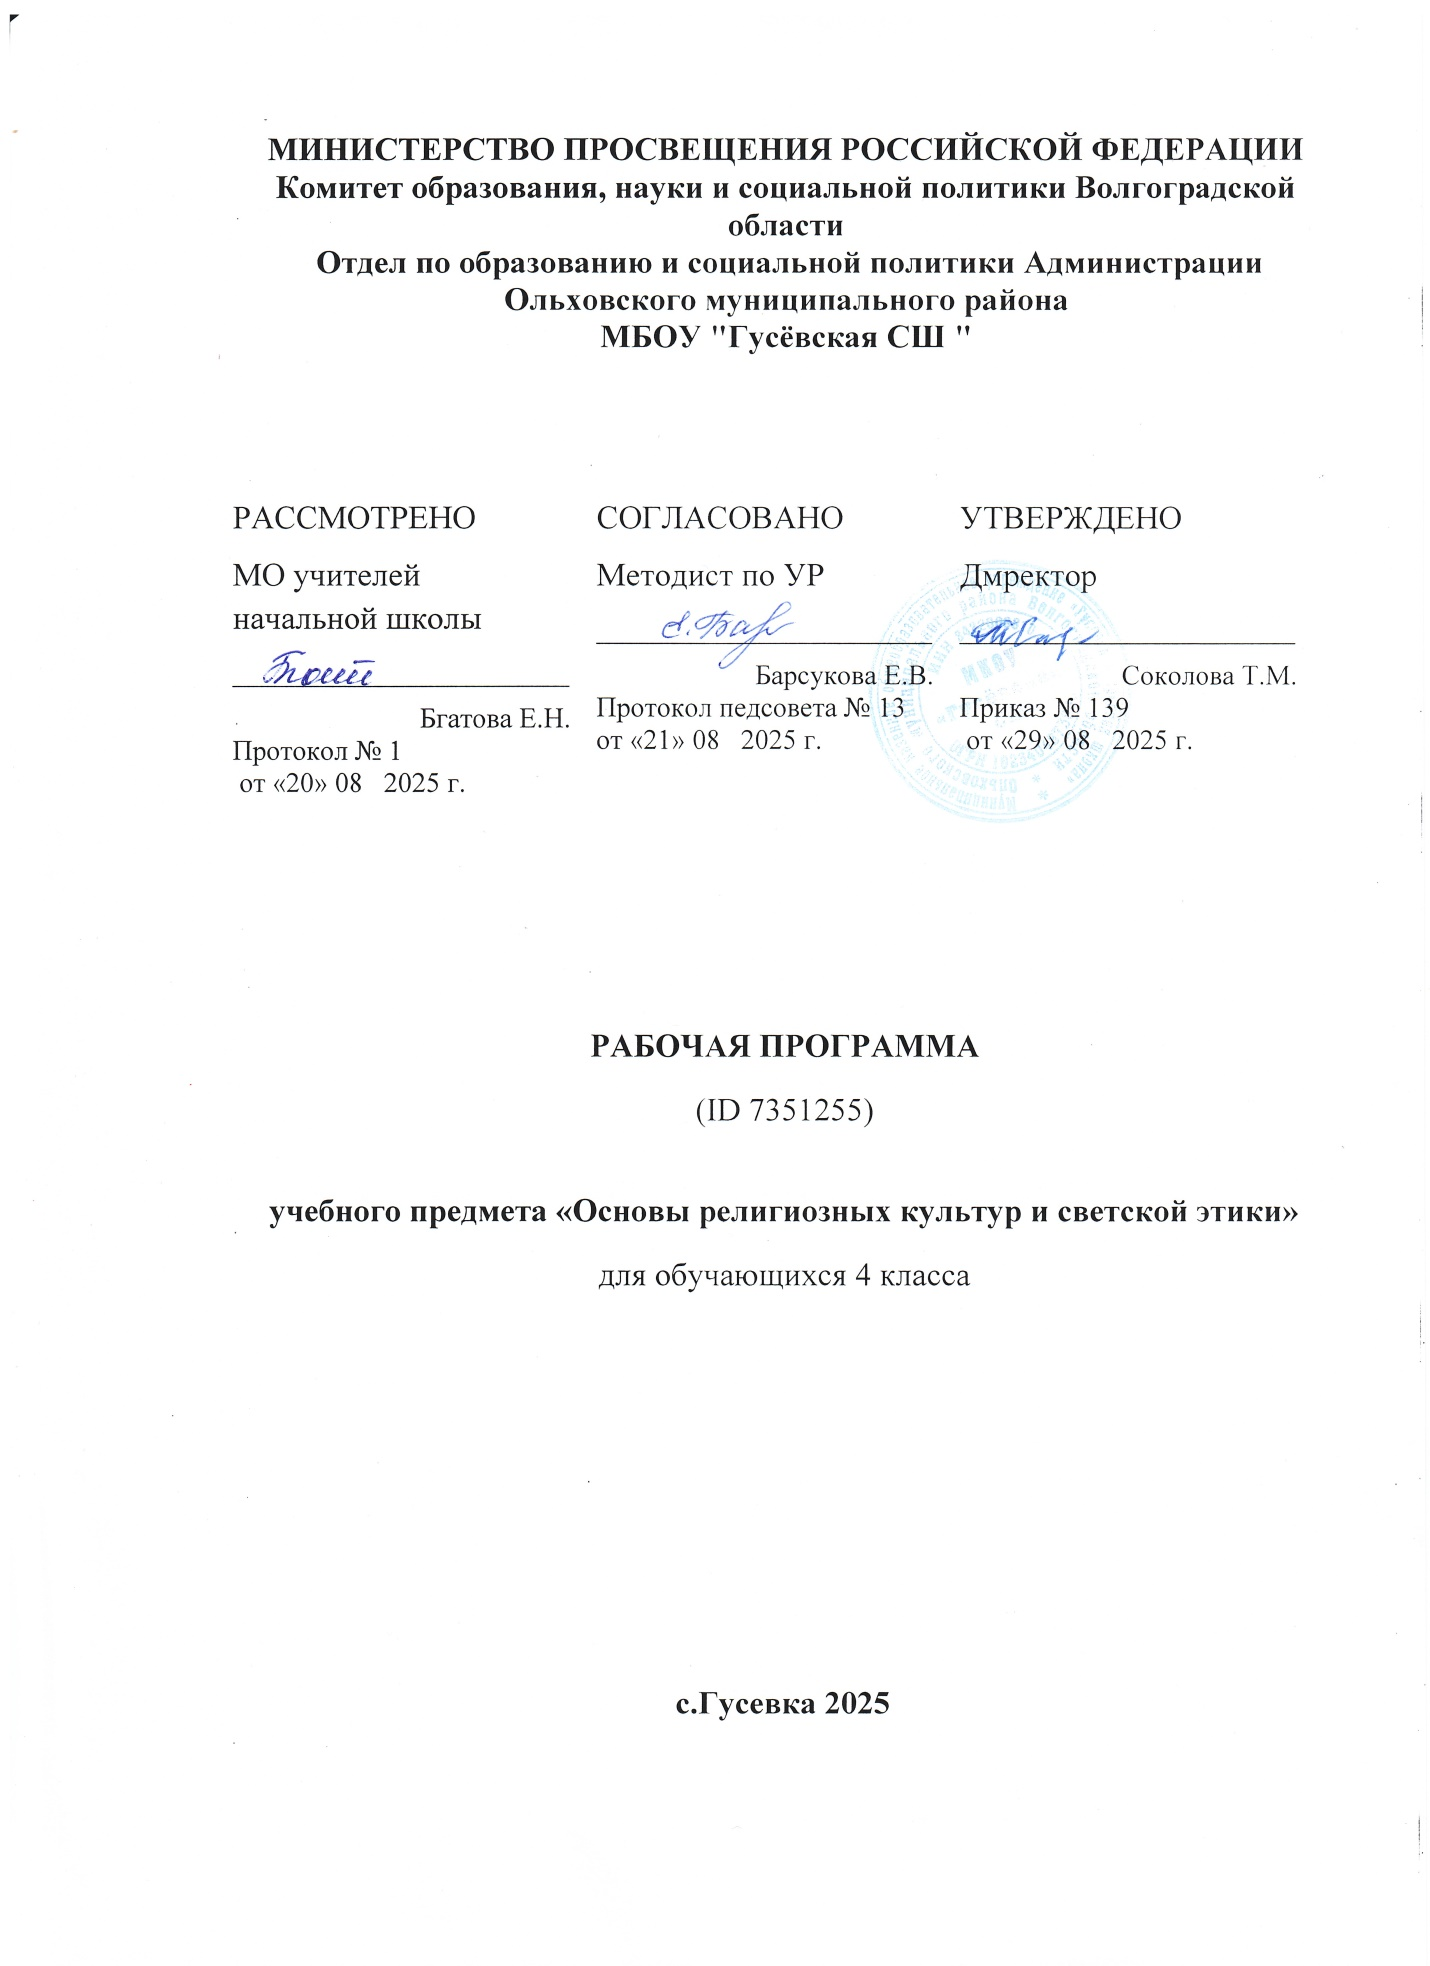 МИНИСТЕРСТВО ПРОСВЕЩЕНИЯ РОССИЙСКОЙ ФЕДЕРАЦИИ
Комитет образования, науки и социальной политики Волгоградской
области
Отдел по образованию и социальной политики Администрации
Ольховского муниципального района
МБОУ "Гусёвская СШ "
РАССМОТРЕНО
МО учителей
начальной школы
Бгатова Е.Н.
Протокол № 1
от «20» 08 2025 г.
СОГЛАСОВАНО
Методист по УР
Барсукова Е.В.
Протокол педсовета № 13
от «21» 08 2025 г.
УТВЕРЖДЕНО
Дмректор
Соколова Т.М.
Приказ № 139
от «29» 08 2025 г.
РАБОЧАЯ ПРОГРАММА
(ID 7351255)
учебного предмета «Основы религиозных культур и светской этики»
для обучающихся 4 класса
с.Гусевка 2025